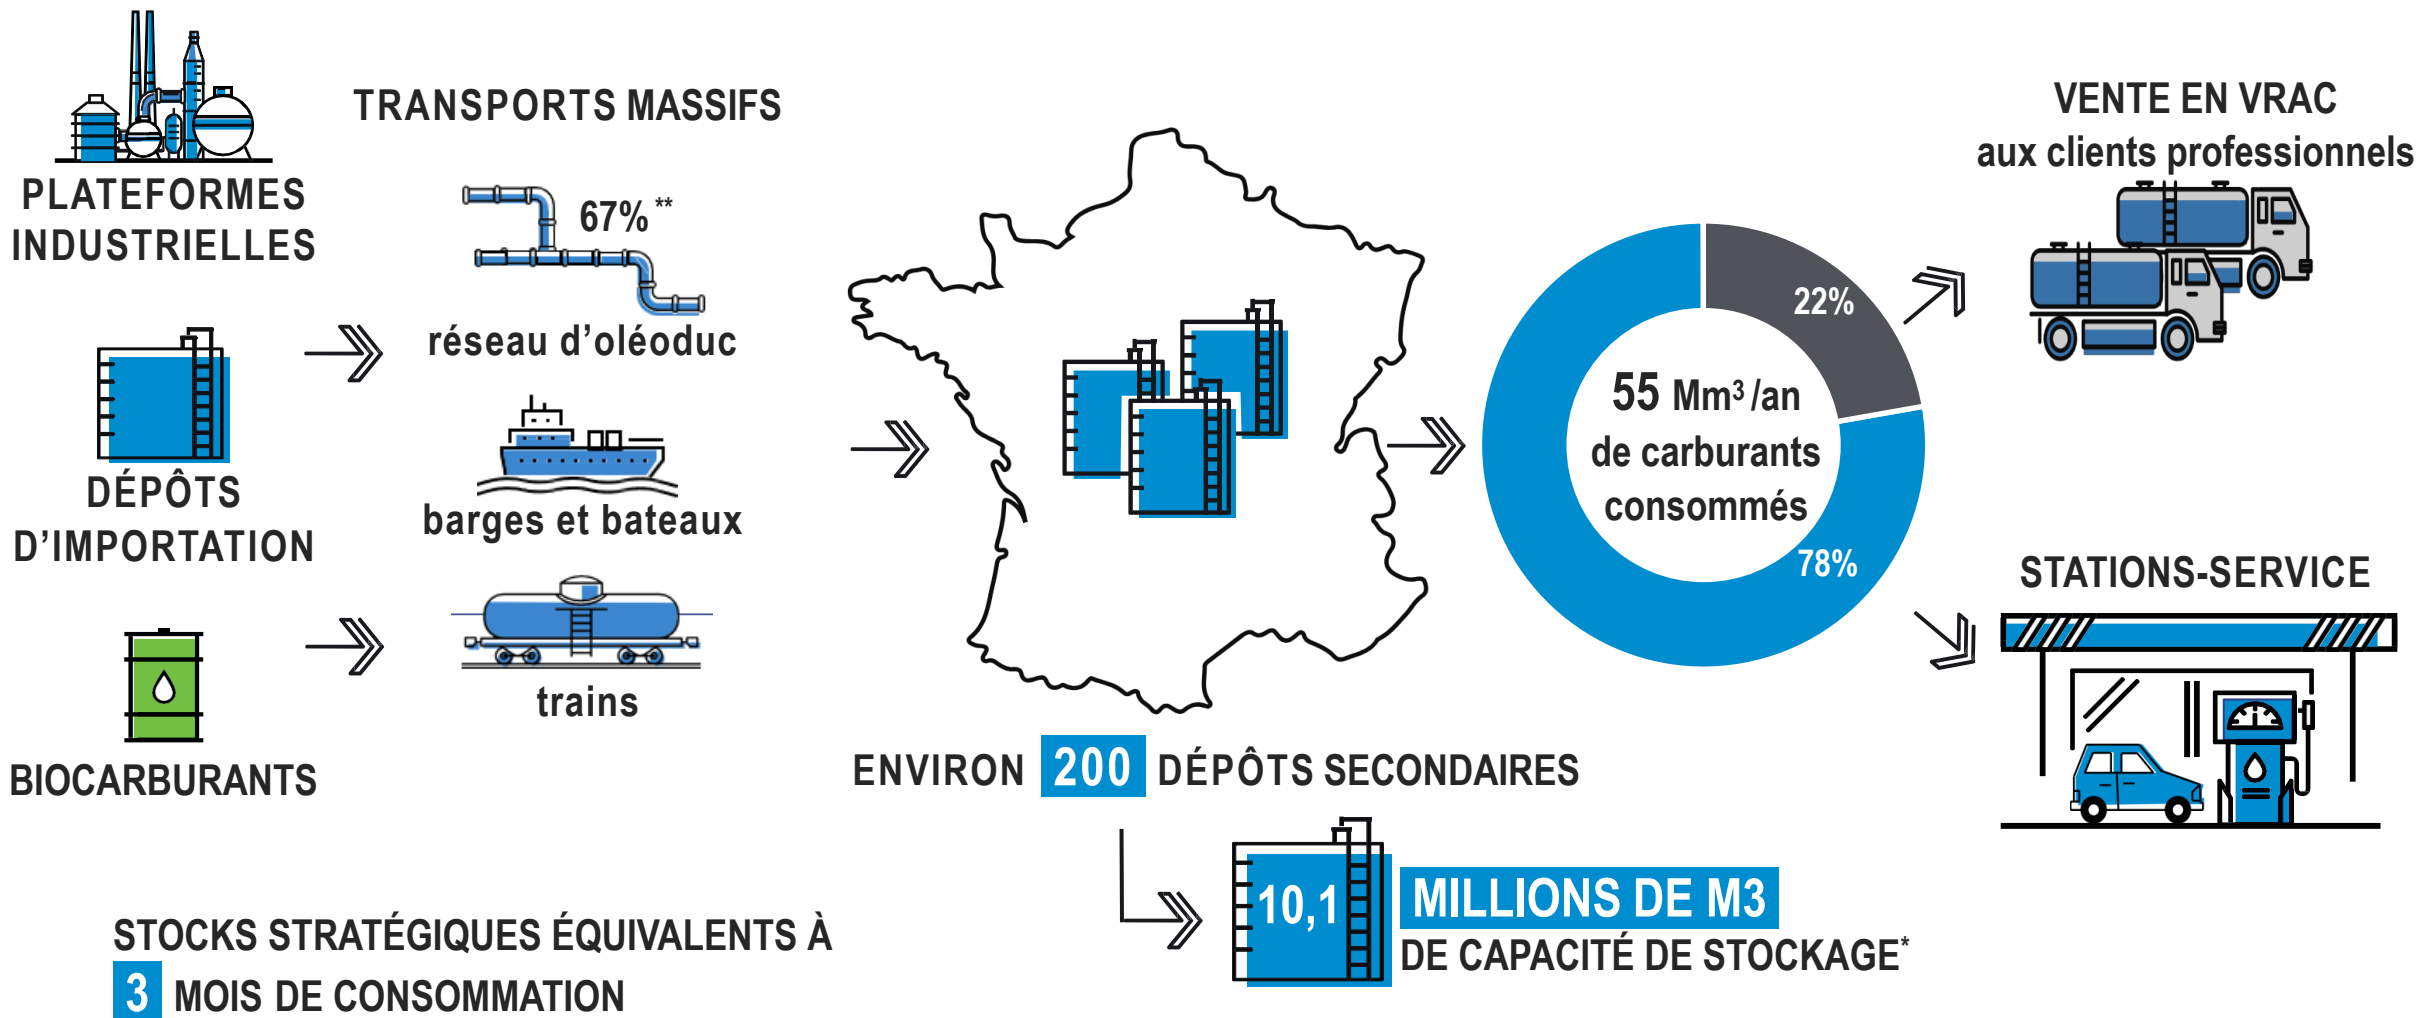 PLATEFORMES
INDUSTRIELLES
DÉPÔTS
D’IMPORTATION
BIOCARBURANTS
TRANSPORTS MASSIFS
67% **
réseau d’oléoduc
barges et bateaux
trains
ENVIRON 200 DÉPÔTS SECONDAIRES
10,1 MILLIONS DE M3
DE CAPACITÉ DE STOCKAGE*
STOCKS STRATÉGIQUES ÉQUIVALENTS À
3 MOIS DE CONSOMMATION
22%
55 Mm³/an
de carburants
consommés
78%
VENTE EN VRAC
aux clients professionnels
STATIONS-SERVICE